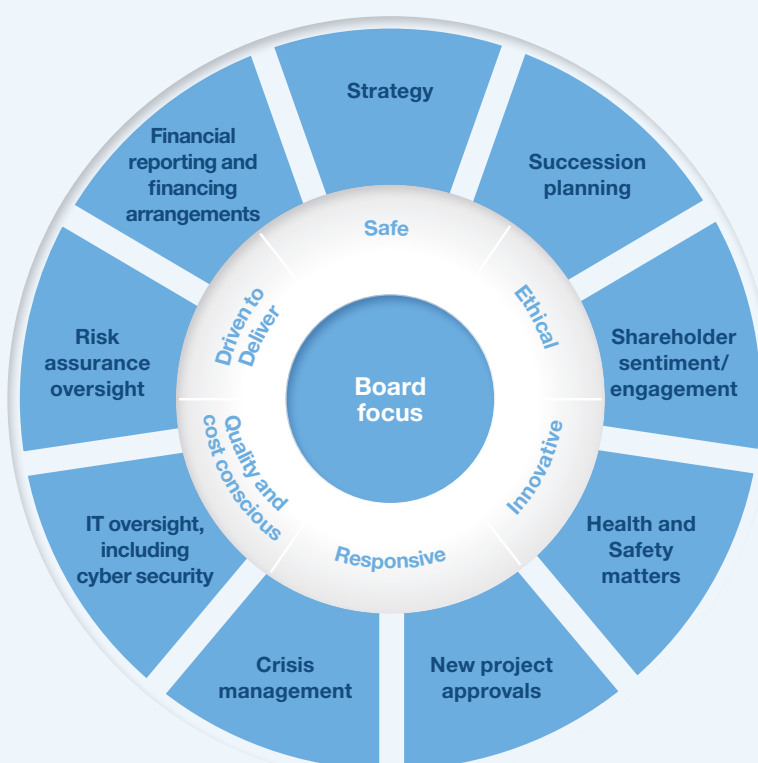 Strategy
Succession
planning
Shareholder
sentiment/
engagement
Health and
Safety
matters
New project
approvals
Crisis
management
IT oversight,
including
cyber security
Risk
assurance
oversight
Financial
reporting and
financing
arrangements
Safe
Ethical
Innovative
Responsive
Quality and
cost conscious
Driven to
Deliver
Board
focus